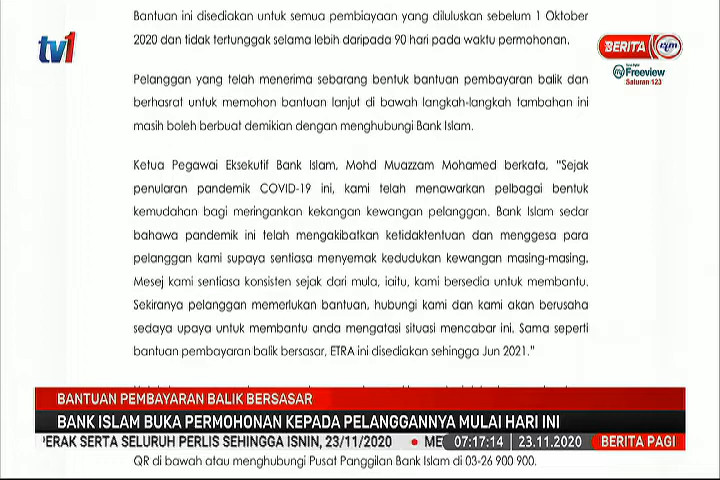 Bantuan ini disediakan untuk semua pembiayaan yang diluluskan sebelum 1 Oktober
2020 dan tidak tertunggak selama lebih daripada 90 hari pada waktu permohonan.
tv1
BERITA rtm
Freeview
Saluran 123
Pelanggan yang telah menerima sebarang bentuk bantuan pembayaran balik dan
berhasrat untuk memohon bantuan lanjut di bawah langkah-langkah tambahan ini
masih boleh berbuat demikian dengan menghubungi Bank Islam.
Ketua Pegawai Eksekutif Bank Islam, Mohd Muazzam Mohamed berkata, “Sejak
penularan pandemik COVID-19 ini, kami telah menawarkan pelbagai bentuk
kemudahan bagi meringankan kekangan kewangan pelanggan. Bank Islam sedar
bahawa pandemik ini telah mengakibatkan ketidaktentuan dan menggesa para
pelanggan kami supaya sentiasa menyemak kedudukan kewangan masing-masing.
Mesej kami sentiasa konsisten sejak dari mula, iaitu, kami bersedia untuk membantu.
Sekiranya pelanggan memerlukan bantuan, hubungi kami dan kami akan berusaha
sedaya upaya untuk membantu anda mengatasi situasi mencabar ini. Sama seperti
bantuan pembayaran balik bersasar, ETRA ini disediakan sehingga Jun 2021.”
BANTUAN PEMBAYARAN BALIK BERSASAR
BANK ISLAM BUKA PERMOHONAN KEPADA PELANGGANNYA MULAI HARI INI
PERAK SERTA SELURUH PERLIS SEHINGGA ISNIN, 23/11/2020 • ME 07:17:14 23.11.2020 BERITA PAGI
QR di bawah atau menghubungi Pusat Panggilan Bank Islam di 03-26 900 900.